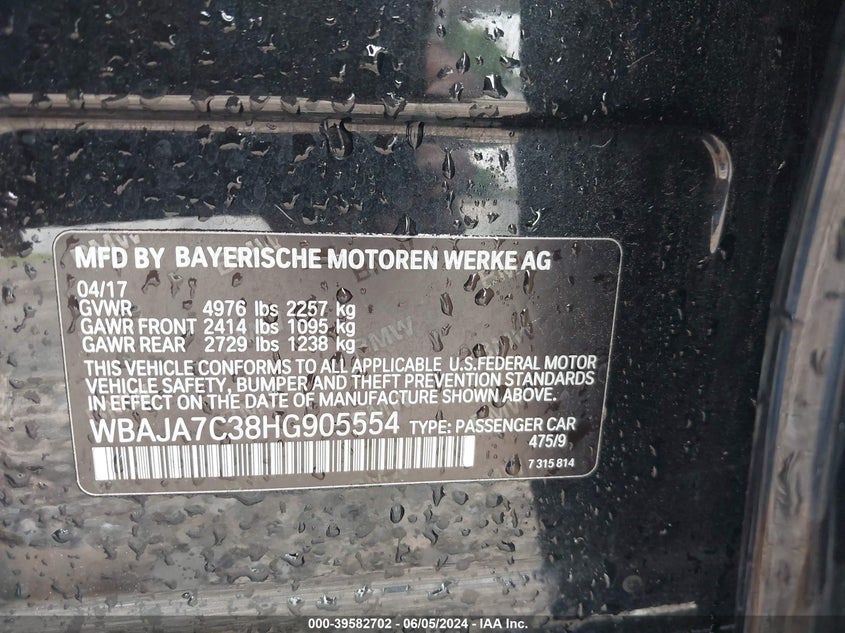 MFD BY BAYERISCHE MOTOREN WERKE AG
04/17
GVWR 4976 lbs 2257 kg
GAWR FRONT 2414 lbs 1095 kg
GAWR REAR 2729 lbs 1238 kg
THIS VEHICLE CONFORMS TO ALL APPLICABLE U.S.FEDERAL MOTOR
VEHICLE SAFETY, BUMPER AND THEFT PREVENTION STANDARDS
IN EFFECT ON THE DATE OF MANUFACTURE SHOWN ABOVE.
WBAJA7C38HG905554 TYPE: PASSENGER CAR
475/9
7 315 814
000-39582702 - 06/05/2024 - IAA Inc.